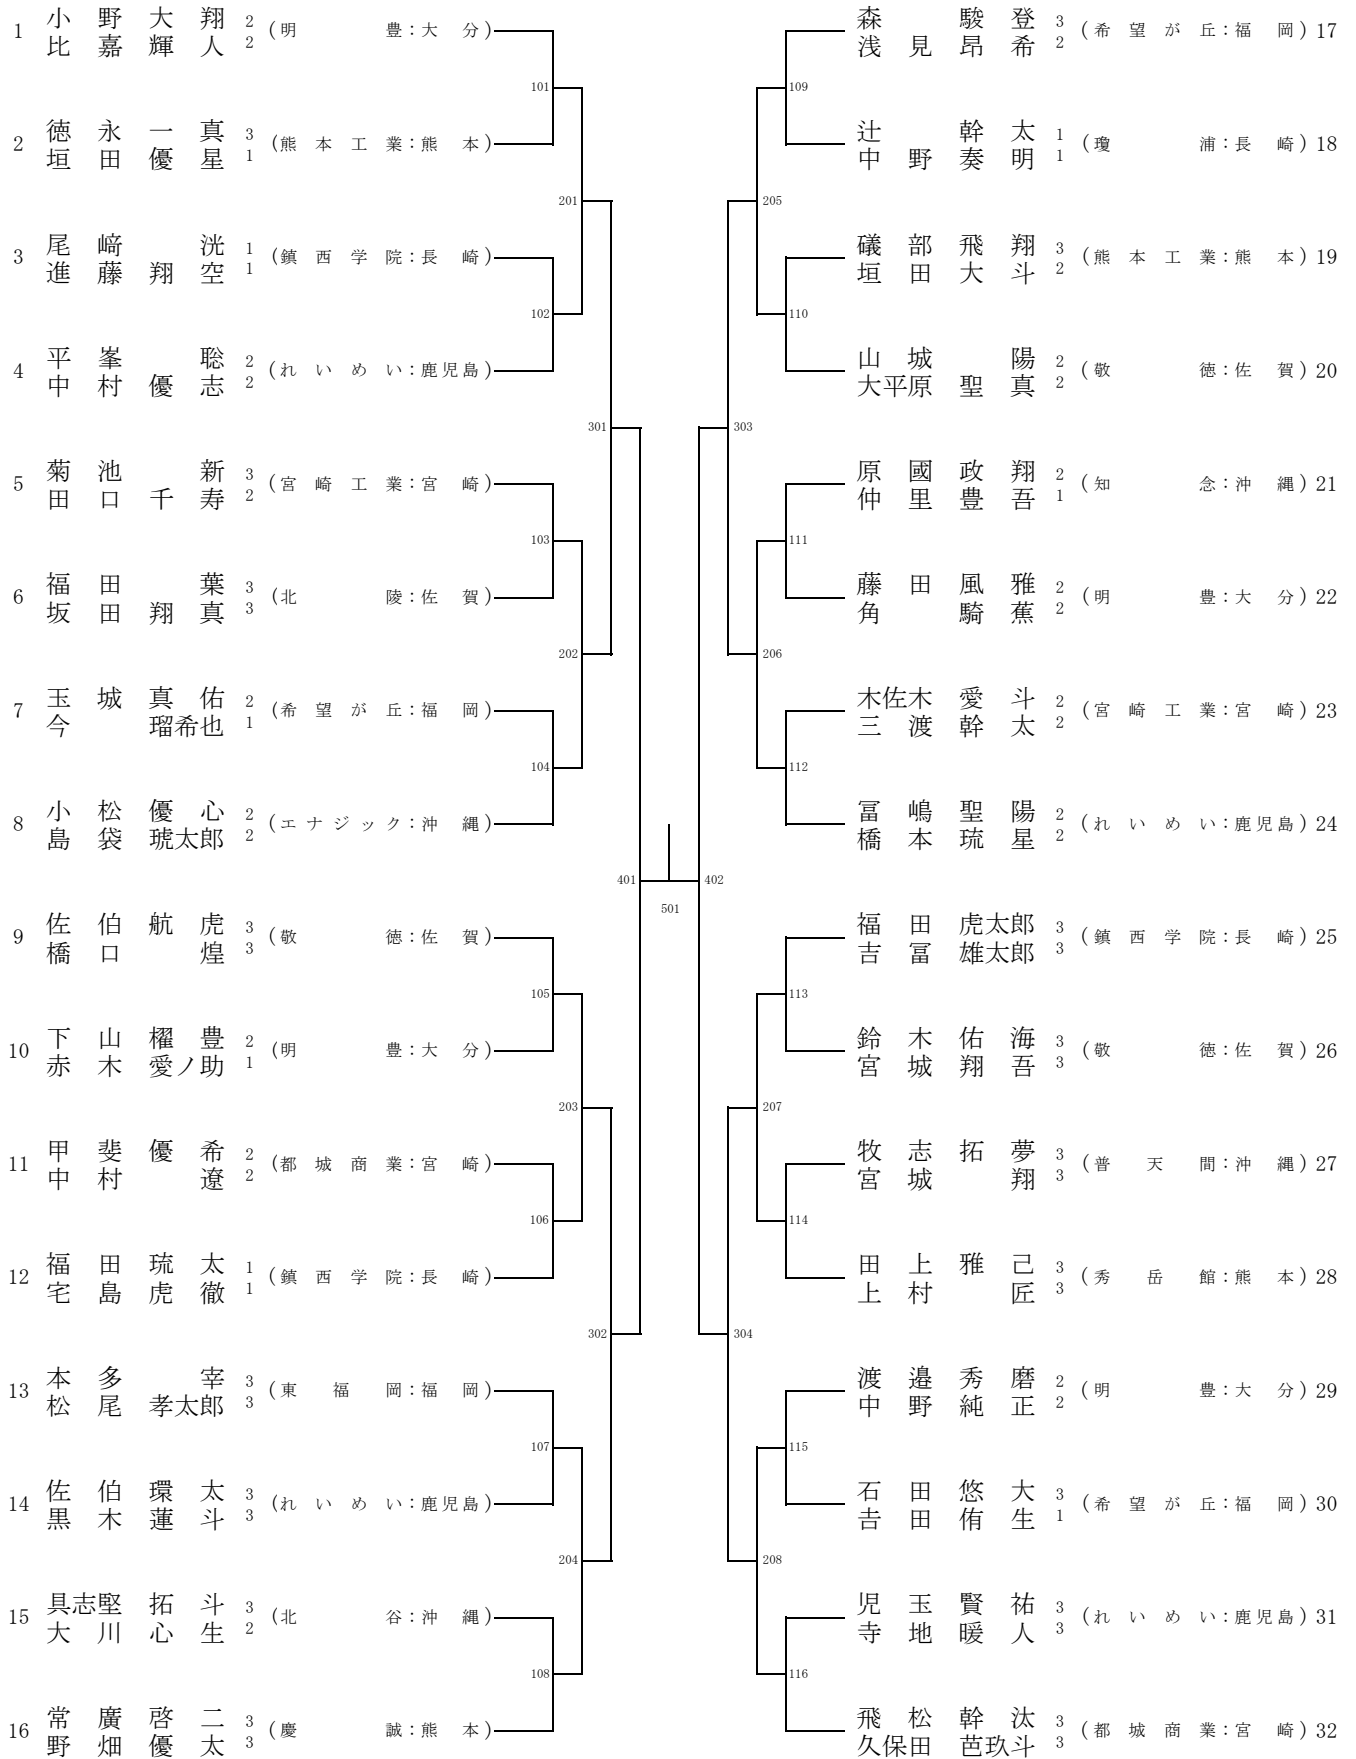 1 小野大翔 2 (明豊:大分)
比嘉輝人 2
101
2 徳永一真 3 (熊本工業:熊本)
垣田優星 1
201
3 尾﨑洸 1 (鎮西学院:長崎)
進藤翔空 1
102
4 平峯聡 2 (れいめい:鹿児島)
中村優志 2
301
5 菊池新 3 (宮崎工業:宮崎)
田口千寿 2
103
6 福田葉 3 (北陵:佐賀)
坂田翔真 3
202
7 玉城真佑 2 (希望が丘:福岡)
今瑠希也 1
104
8 小松優心 2 (エナジック:沖縄)
島袋琥太郎 2
401
9 佐伯航虎 3 (敬徳:佐賀)
橋口煌 3
105
10 下山櫂豊 2 (明豊:大分)
赤木愛ノ助 1
203
11 甲斐優希 2 (都城商業:宮崎)
中村遼 2
106
12 福田琉太 1 (鎮西学院:長崎)
宅島虎徹 1
302
13 本多宰 3 (東福岡:福岡)
松尾孝太郎 3
107
14 佐伯環太 3 (れいめい:鹿児島)
黒木蓮斗 3
204
15 具志堅拓斗 3 (北谷:沖縄)
大川心生 2
108
16 常廣啓二 3 (慶誠:熊本)
野畑優太 3
501
森駿登 3 (希望が丘:福岡) 17
浅見昂希 2
109
辻幹太 1 (瓊浦:長崎) 18
中野奏明 1
205
礒部飛翔 3 (熊本工業:熊本) 19
垣田大斗 2
110
山城陽 2 (敬徳:佐賀) 20
大平原聖真 2
303
原國政翔 2 (知念:沖縄) 21
仲里豊吾 1
111
藤田風雅 2 (明豊:大分) 22
角騎蕉 2
206
木佐木愛斗 2 (宮崎工業:宮崎) 23
三渡幹太 2
112
冨嶋聖陽 2 (れいめい:鹿児島) 24
橋本琉星 2
402
福田虎太郎 3 (鎮西学院:長崎) 25
吉冨雄太郎 3
113
鈴木佑海 3 (敬徳:佐賀) 26
宮城翔吾 3
207
牧志拓夢 3 (普天間:沖縄) 27
宮城翔 3
114
田上雅己 3 (秀岳館:熊本) 28
上村匠 3
304
渡邉秀磨 2 (明豊:大分) 29
中野純正 2
115
石田悠大 3 (希望が丘:福岡) 30
𠮷田侑生 1
208
児玉賢祐 3 (れいめい:鹿児島) 31
寺地暖人 3
116
飛松幹汰 3 (都城商業:宮崎) 32
久保田芭玖斗 3